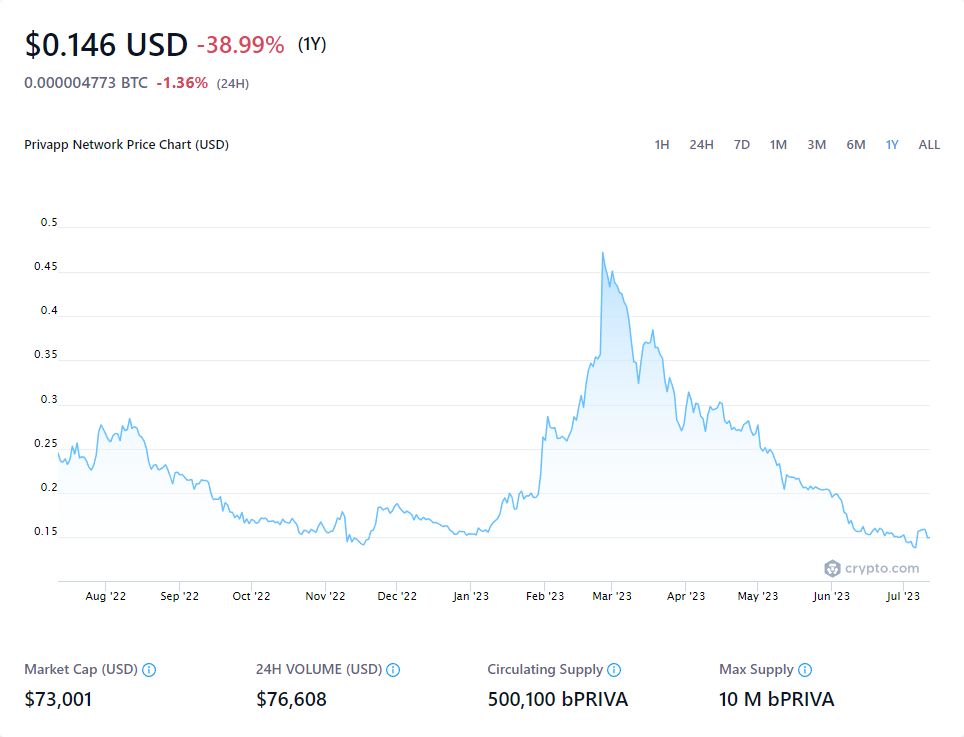 $0.146 USD -38.99% (1Y)
0.000004773 BTC -1.36% (24H)
Privapp Network Price Chart (USD) 1H 24H 7D 1M 3M 6M 1Y ALL
0.5
0.45
0.4
0.35
0.3
0.25
0.2
0.15
crypto.com
Aug '22 Sep '22 Oct '22 Nov '22 Dec '22 Jan '23 Feb '23 Mar '23 Apr '23 May '23 Jun '23 Jul '23
Market Cap (USD) 24H VOLUME (USD) Circulating Supply Max Supply
$73,001 $76,608 500,100 bPRIVA 10 M bPRIVA